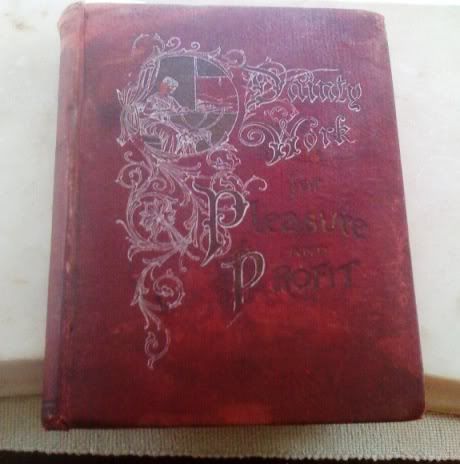 Dainty
Work
for
Pleasure
AND
PROFIT